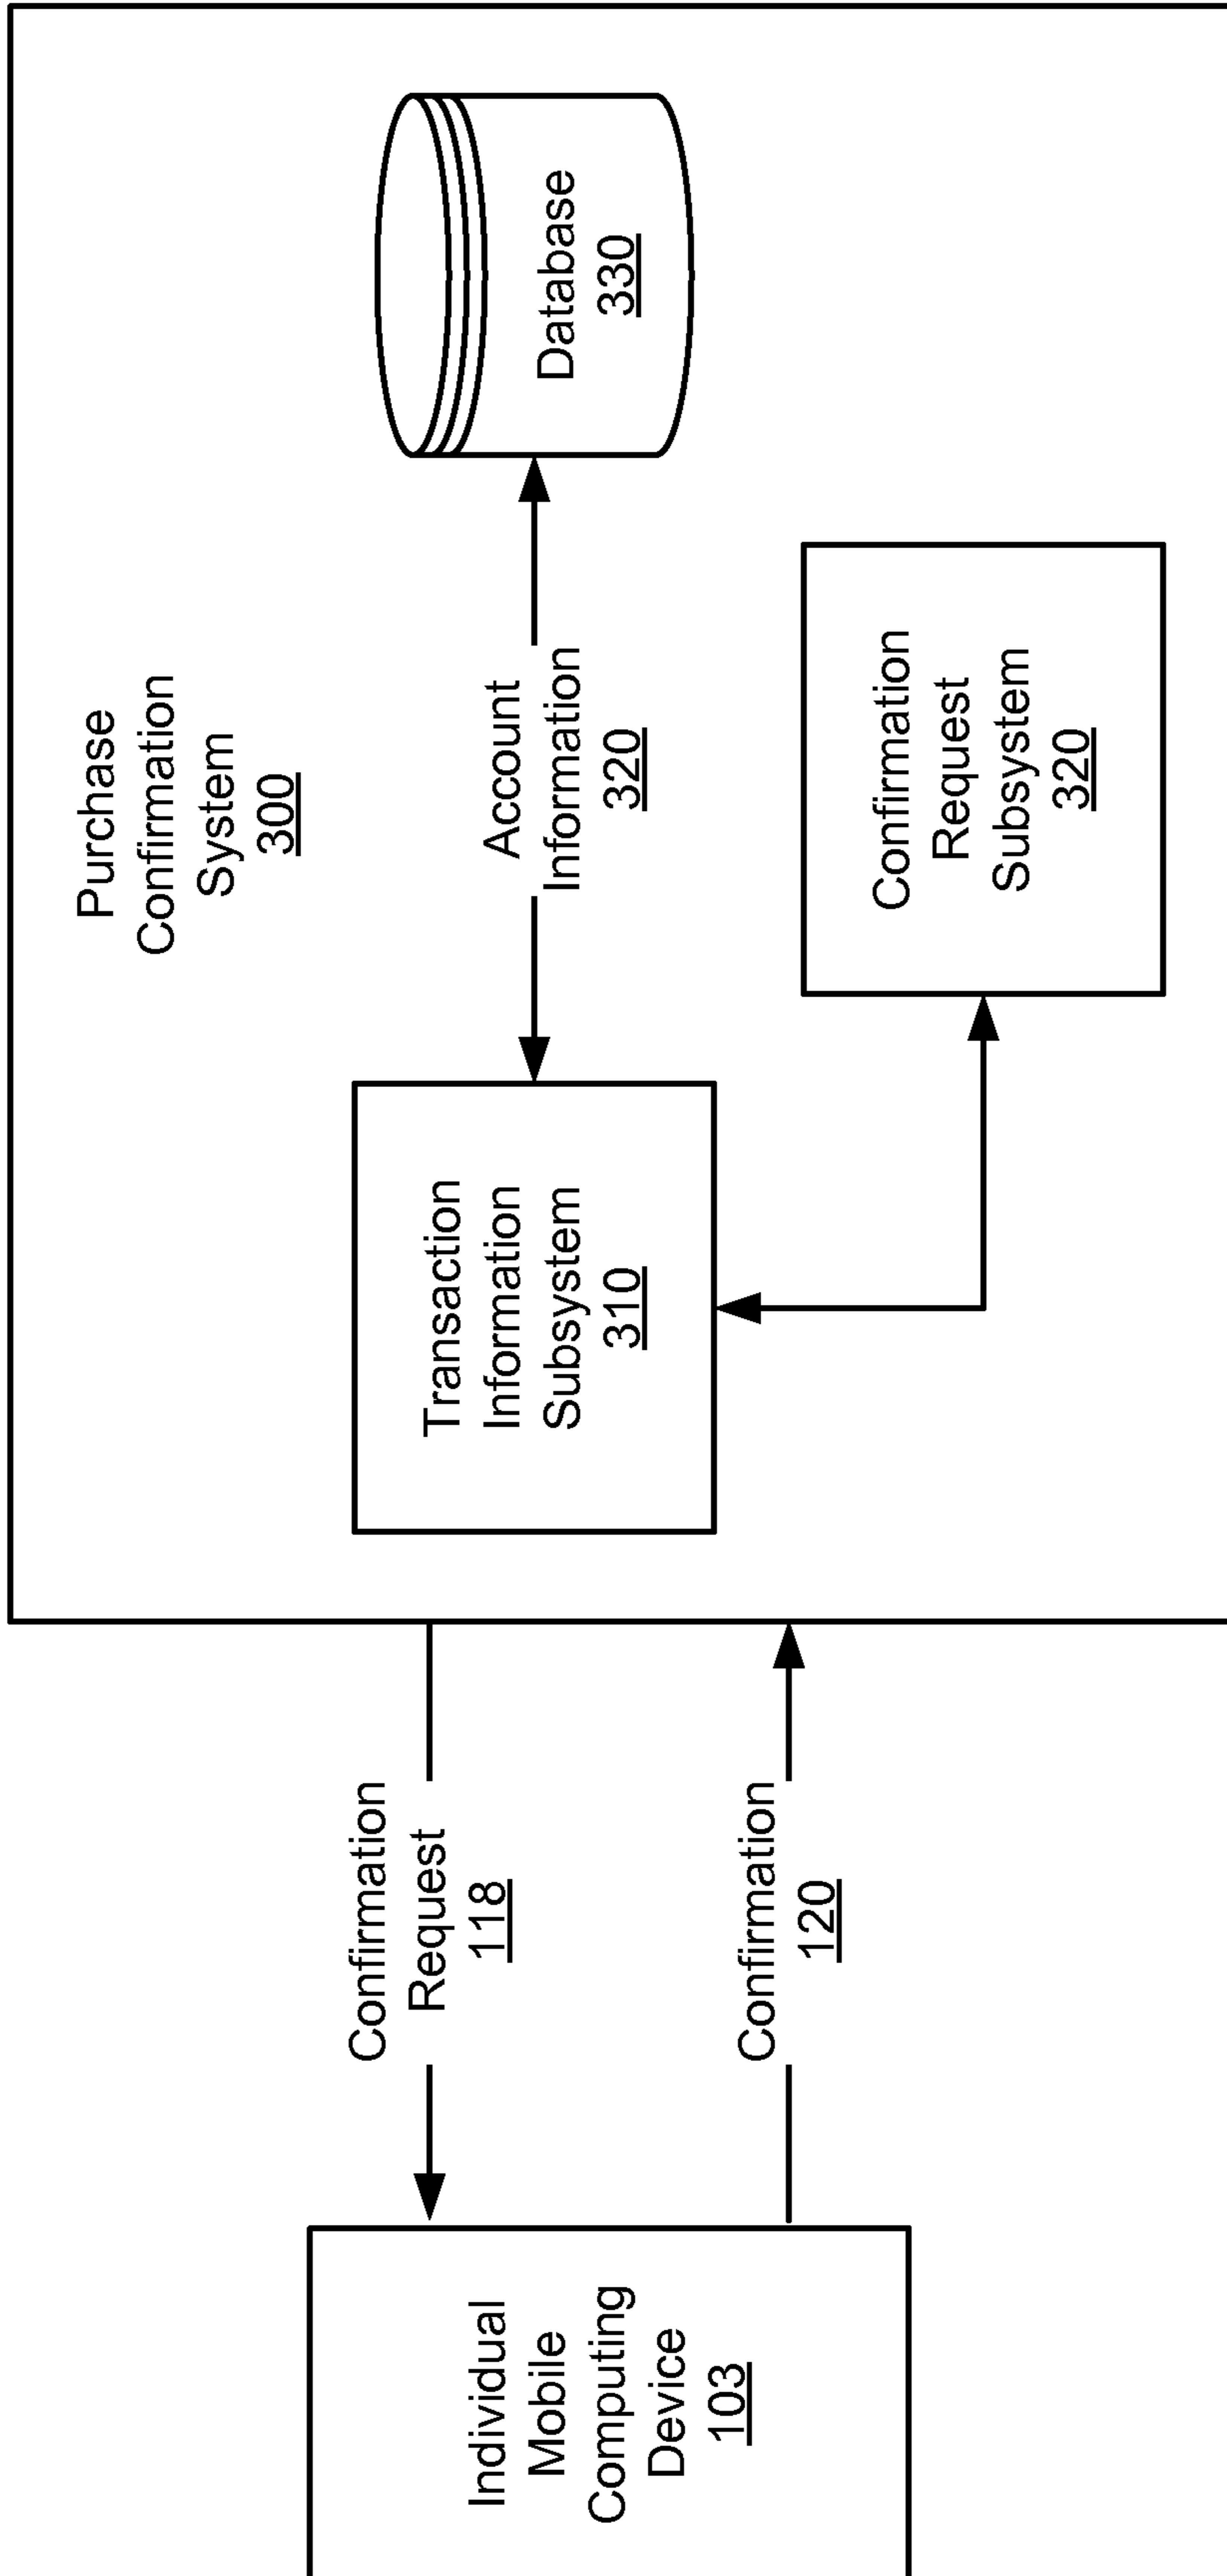 Purchase
Confirmation
System
300
Individual
Mobile
Computing
Device
103
Confirmation
Request
118
Confirmation
120
Transaction
Information
Subsystem
310
Account
Information
320
Database
330
Confirmation
Request
Subsystem
320